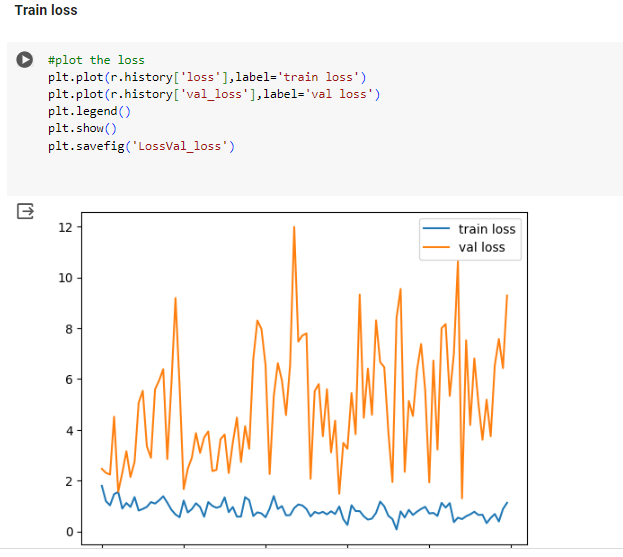 Train loss
#plot the loss
plt.plot(r.history['loss'],label='train loss')
plt.plot(r.history['val_loss'],label='val loss')
plt.legend()
plt.show()
plt.savefig('LossVal_loss')
train loss
val loss
12
10
8
6
4
2
0